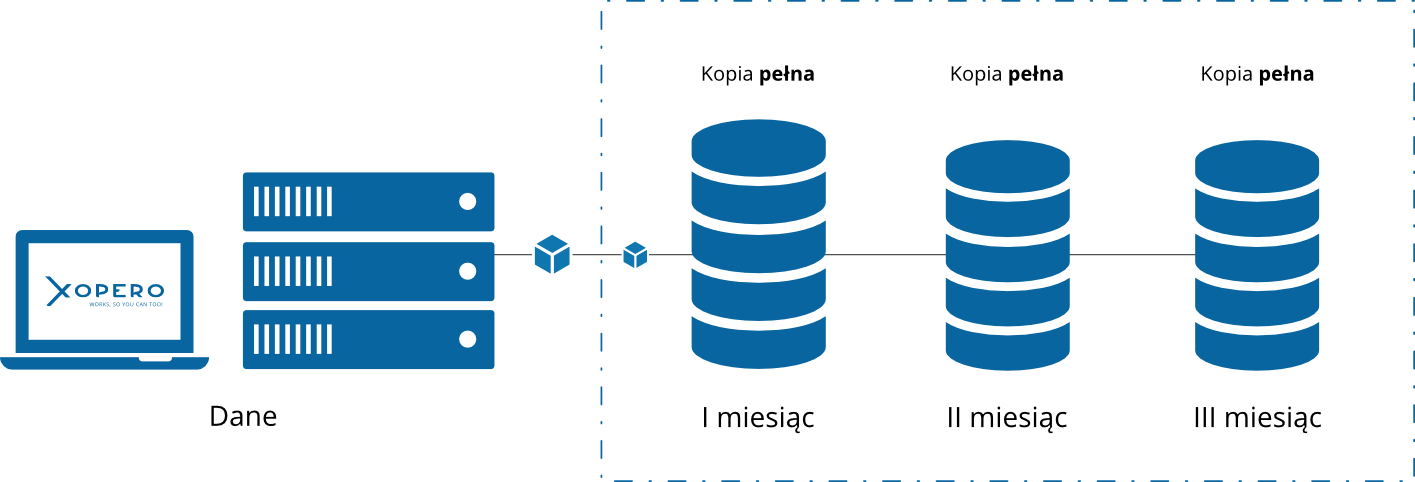 Kopia pełna
Kopia pełna
Kopia pełna
XOPERO
WORKS, SO YOU CAN TOO!
Dane
I miesiąc
II miesiąc
III miesiąc